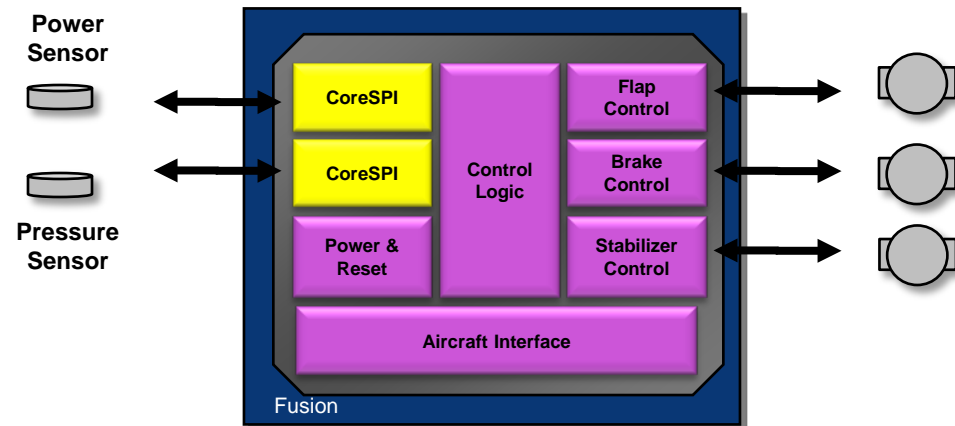 Power
Sensor
CoreSPI
CoreSPI
Power &
Reset
Control
Logic
Flap
Control
Brake
Control
Stabilizer
Control
Pressure
Sensor
Aircraft Interface
Fusion